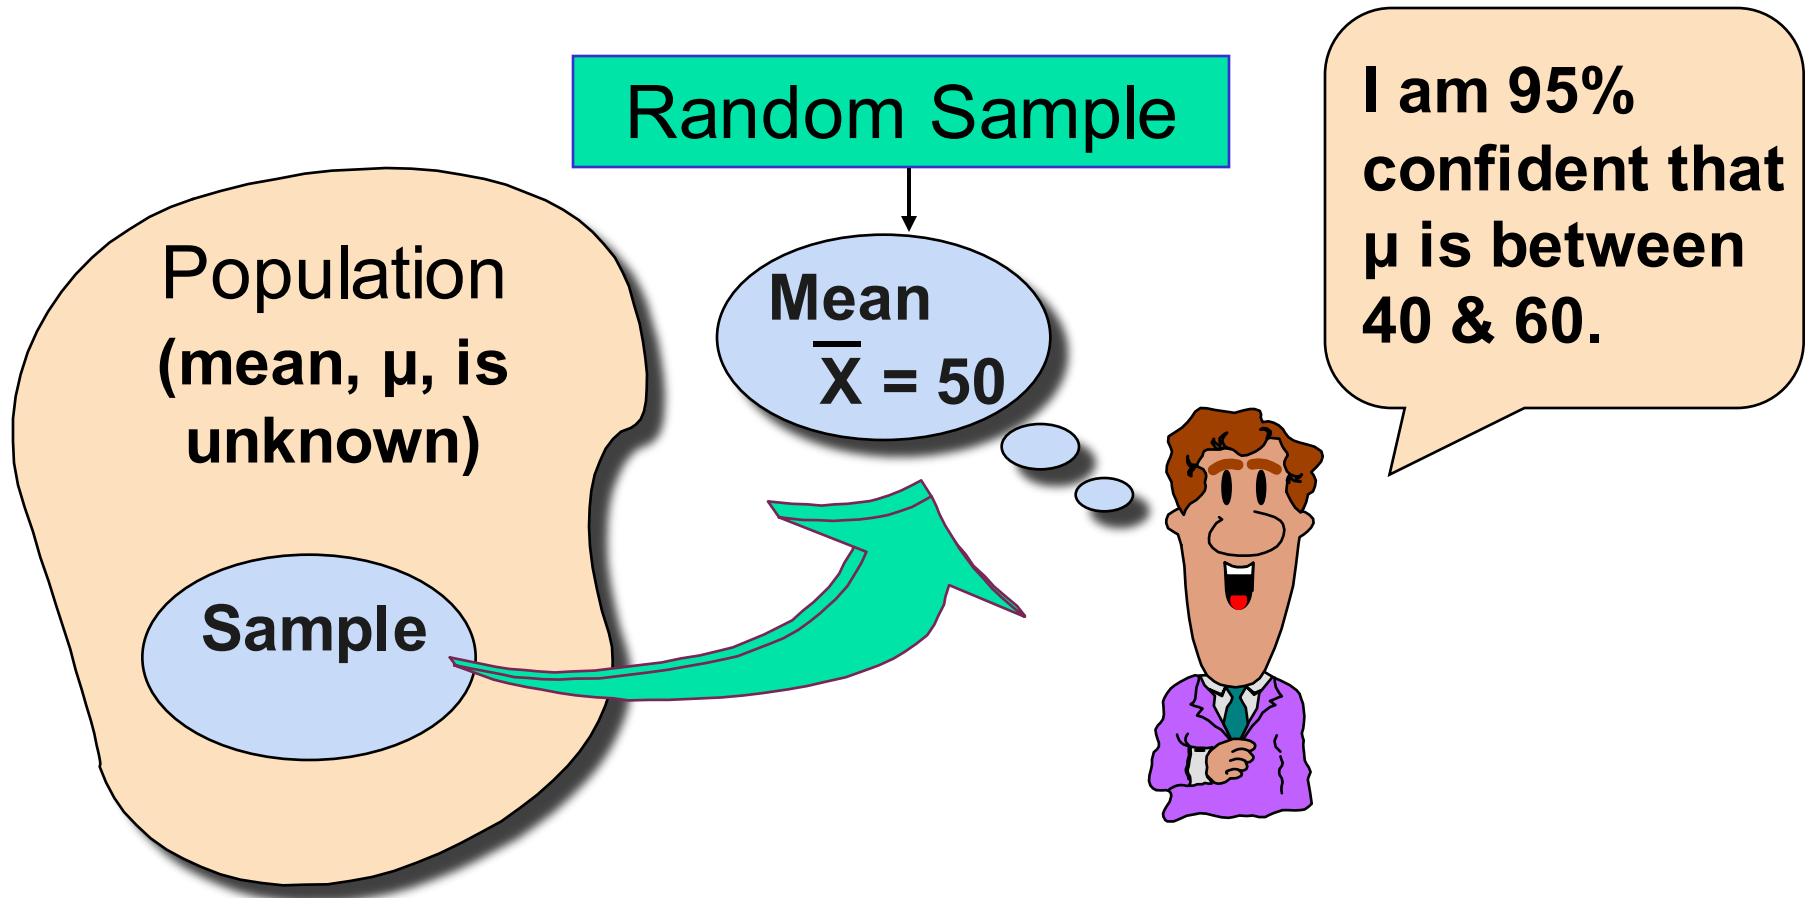 Random Sample
Population
(mean, μ, is
unknown)
Sample
Mean
X̅ = 50
I am 95%
confident that
μ is between
40 & 60.